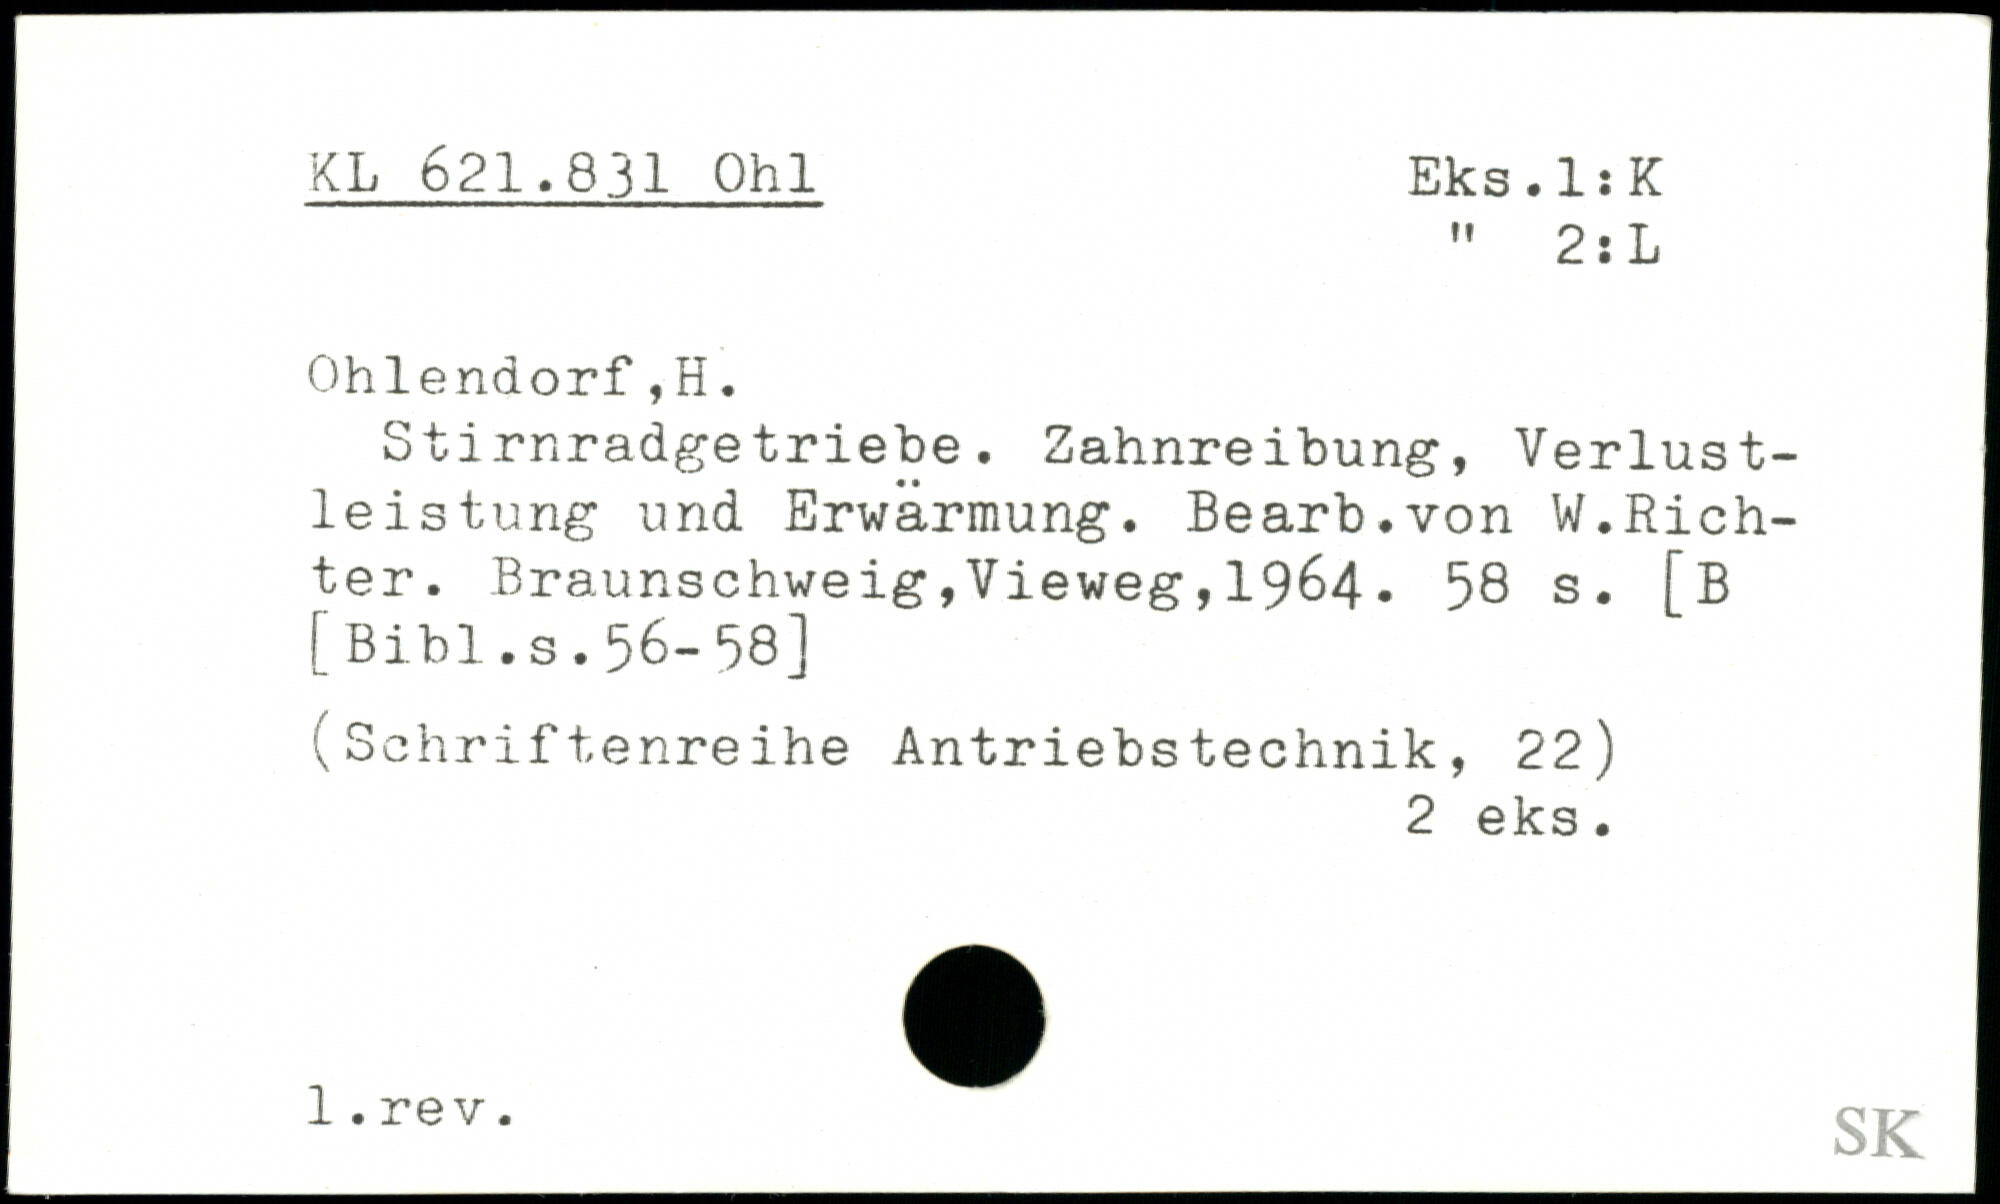 KL 621.831 Ohl
Eks.1:K
" 2:L
Ohlendorf,H.
Stirnradgetriebe. Zahnreibung, Verlust-
leistung und Erwärmung. Bearb.von W.Rich-
ter. Braunschweig,Vieweg,1964. 58 s. [B
[Bibl.s.56-58]
(Schriftenreihe Antriebstechnik, 22)
2 eks.
1.rev.
SK